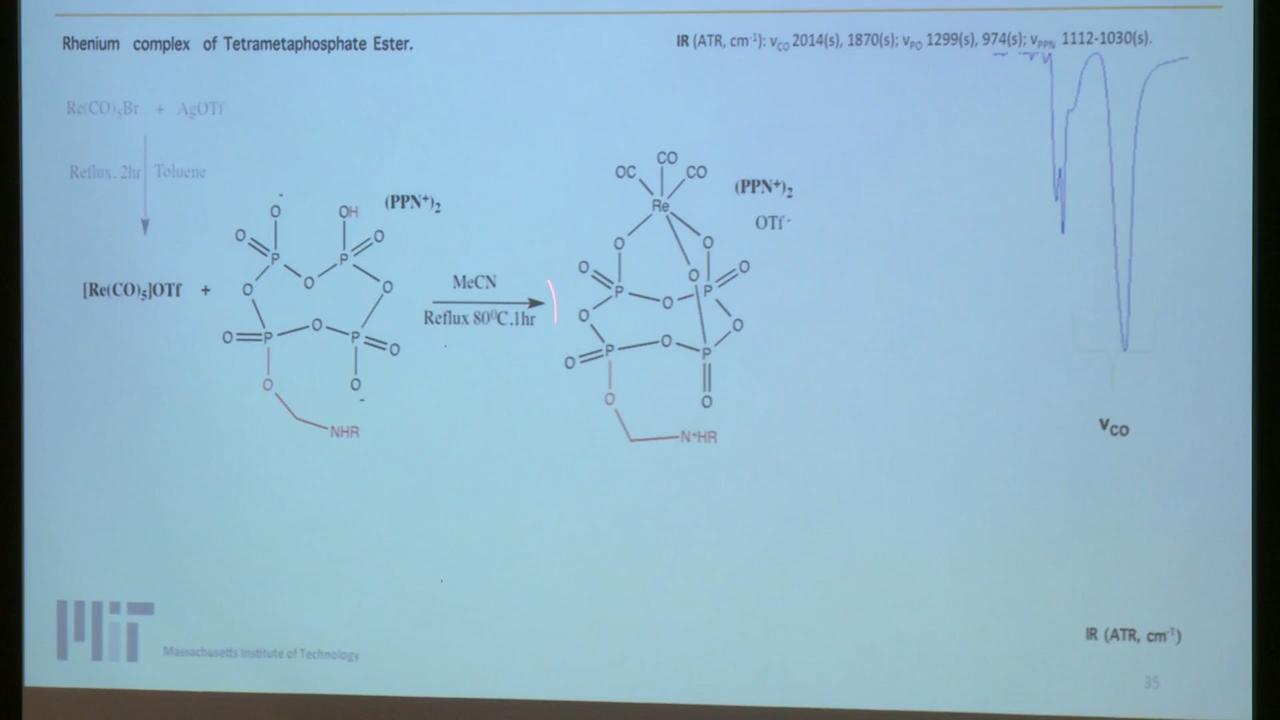 Rhenium complex of Tetrametaphosphate Ester.
IR (ATR, cm⁻¹): νCO 2014(s), 1870(s); νPO 1299(s), 974(s); νPPN 1112-1030(s).
Re(CO)₅Br + AgOTf
Reflux. 2hr Toluene
[Re(CO)₅]OTf +
O⁻ OH (PPN⁺)₂
O O
P P
O
O O
O P O P O
O O
NHR
MeCN
Reflux 80⁰C.1hr
CO
OC CO (PPN⁺)₂
Re
OTf⁻
O O
O O O
P O P
O O
O P O P
O O
N⁺HR
νCO
IR (ATR, cm⁻¹)
MIT
Massachusetts Institute of Technology
35